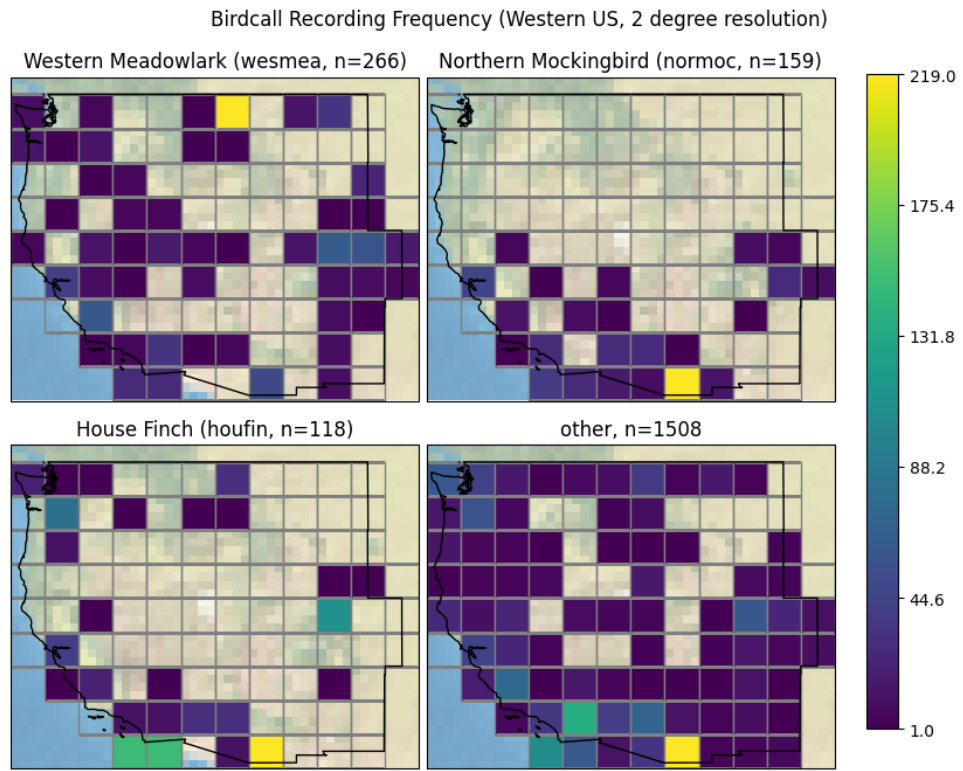 Birdcall Recording Frequency (Western US, 2 degree resolution)
Western Meadowlark (wesmea, n=266)
Northern Mockingbird (normoc, n=159)
House Finch (houfin, n=118)
other, n=1508
219.0
175.4
131.8
88.2
44.6
1.0